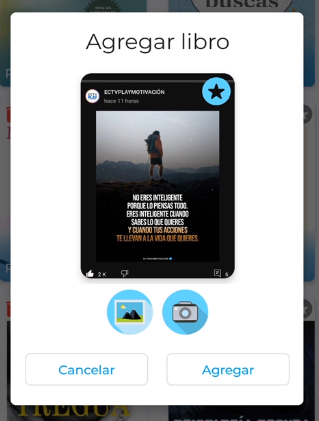 buscas
Agregar libro
ECTVPLAYMOTIVACIÓN
hace 11 horas
NO ERES INTELIGENTE
PORQUE LO PIENSAS TODO,
ERES INTELIGENTE CUANDO
SABES LO QUE QUIERES
Y CUANDO TUS ACCIONES
TE LLEVAN A LA VIDA QUE QUIERES.
2 K
6
Cancelar
Agregar
TREGUA